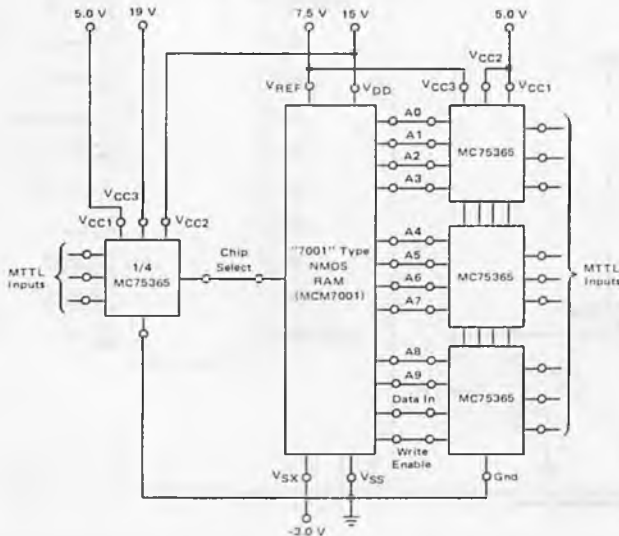 5.0 V
19 V
7.5 V
15 V
5.0 V
VCC2
VREF
VDD
VCC3
VCC1
A0
A1
A2
A3
MC75365
VCC3
VCC1
VCC2
MTTL
Inputs
1/4
MC75365
Chip
Select
"7001" Type
NMOS
RAM
(MCM7001)
A4
A5
A6
A7
MC75365
MTTL
Inputs
A8
A9
Data In
Write
Enable
MC75365
VSX
VSS
Gnd
-3.0 V